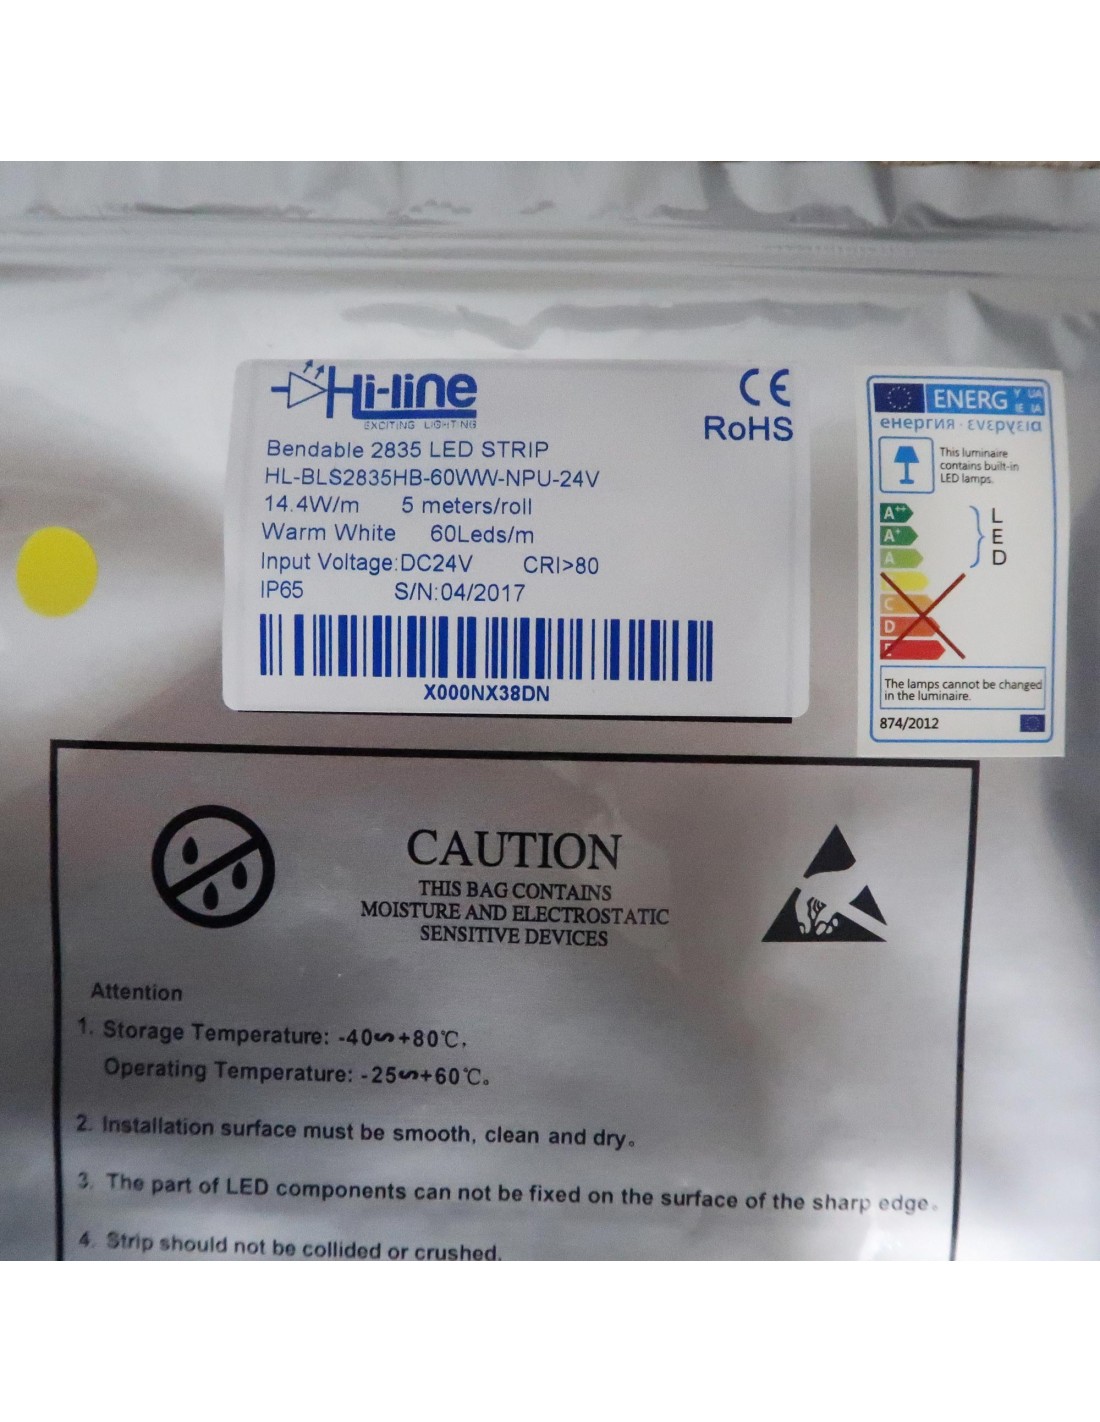 Hi-line
EXCITING LIGHTING
CE
RoHS
Bendable 2835 LED STRIP
HL-BLS2835HB-60WW-NPU-24V
14.4W/m 5 meters/roll
Warm White 60Leds/m
Input Voltage:DC24V CRI>80
IP65 S/N:04/2017
X000NX38DN
ENERG Y UA
IE IA
енергия · ενεργεια
This luminaire
contains built-in
LED lamps.
A++
A+
A
C
D
L
E
D
The lamps cannot be changed
in the luminaire.
874/2012
CAUTION
THIS BAG CONTAINS
MOISTURE AND ELECTROSTATIC
SENSITIVE DEVICES
Attention
1. Storage Temperature: -40∽+80℃,
Operating Temperature: -25∽+60℃。
2. Installation surface must be smooth, clean and dry。
3. The part of LED components can not be fixed on the surface of the sharp edge。
4. Strip should not be collided or crushed.